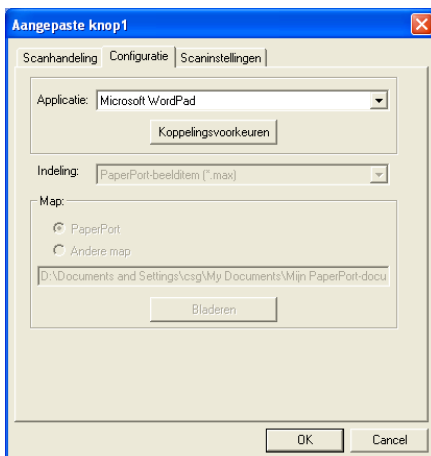 Aangepaste knop1
Scanhandeling Configuratie Scaninstellingen
Applicatie: Microsoft WordPad
Koppelingsvoorkeuren
Indeling: PaperPort-beelditem (*.max)
Map:
PaperPort
Andere map
D:\Documents and Settings\csg\My Documents\Mijn PaperPort-docu
Bladeren
OK Cancel